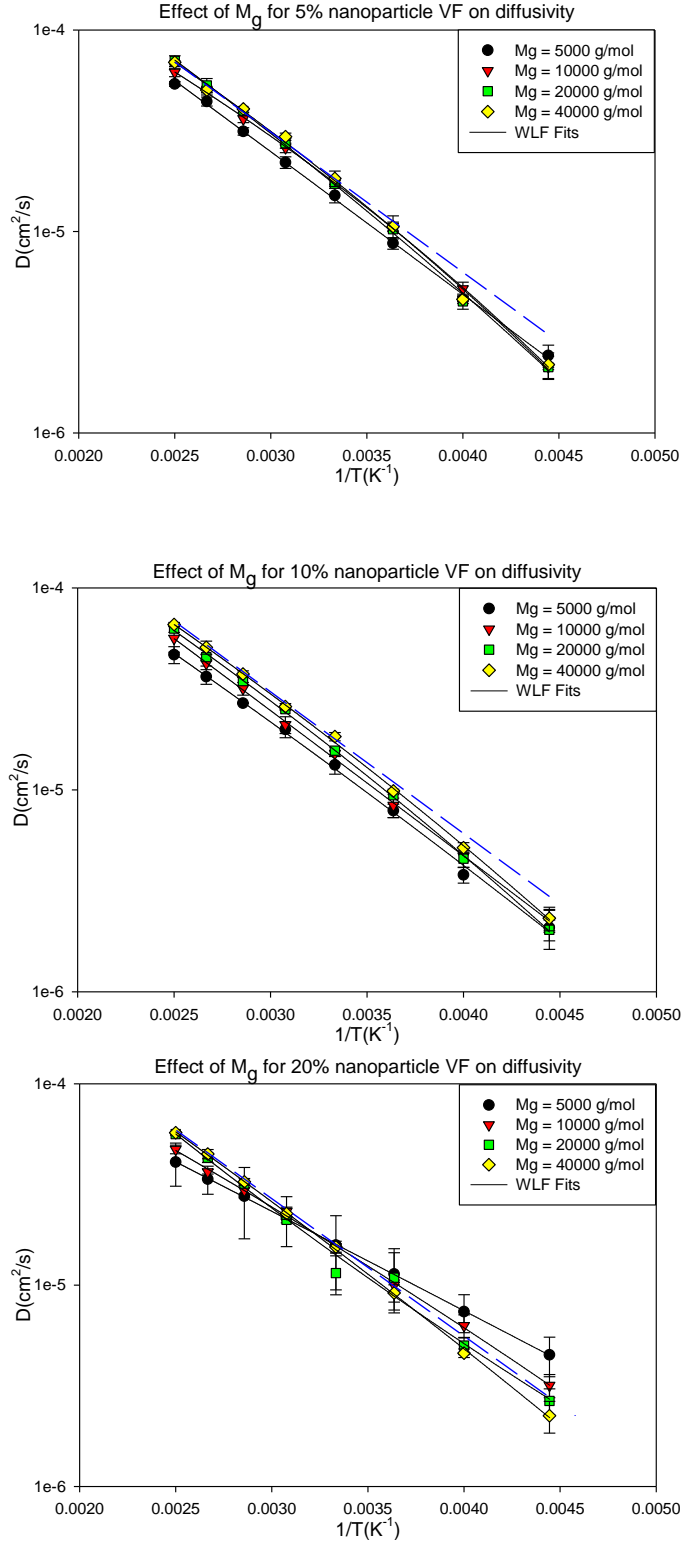 Effect of Mg for 5% nanoparticle VF on diffusivity
1e-4
Mg = 5000 g/mol
Mg = 10000 g/mol
Mg = 20000 g/mol
Mg = 40000 g/mol
WLF Fits
D(cm²/s)
1e-5
1e-6
0.0020 0.0025 0.0030 0.0035 0.0040 0.0045 0.0050
1/T(K⁻¹)
Effect of Mg for 10% nanoparticle VF on diffusivity
1e-4
Mg = 5000 g/mol
Mg = 10000 g/mol
Mg = 20000 g/mol
Mg = 40000 g/mol
WLF Fits
D(cm²/s)
1e-5
1e-6
0.0020 0.0025 0.0030 0.0035 0.0040 0.0045 0.0050
1/T(K⁻¹)
Effect of Mg for 20% nanoparticle VF on diffusivity
1e-4
Mg = 5000 g/mol
Mg = 10000 g/mol
Mg = 20000 g/mol
Mg = 40000 g/mol
WLF Fits
D(cm²/s)
1e-5
1e-6
0.0020 0.0025 0.0030 0.0035 0.0040 0.0045 0.0050
1/T(K⁻¹)